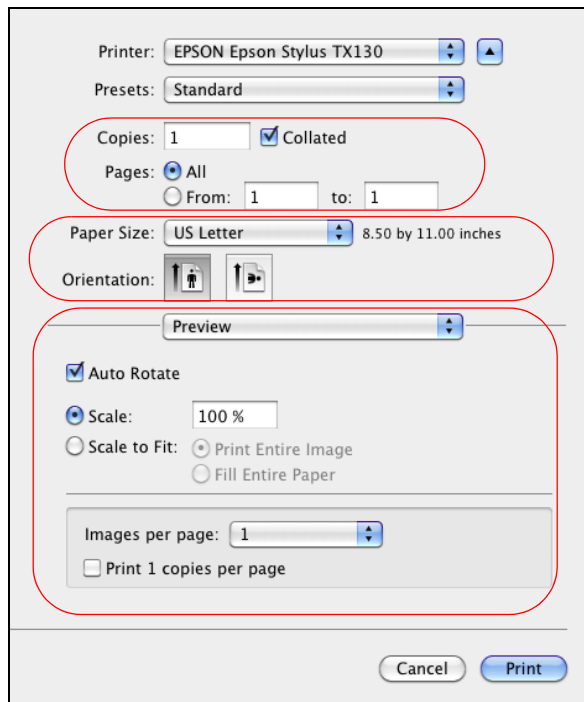 Printer: EPSON Epson Stylus TX130
Presets: Standard
Copies: 1 Collated
Pages: All
From: 1 to: 1
Paper Size: US Letter 8.50 by 11.00 inches
Orientation:
Preview
Auto Rotate
Scale: 100 %
Scale to Fit: Print Entire Image
Fill Entire Paper
Images per page: 1
Print 1 copies per page
Cancel Print